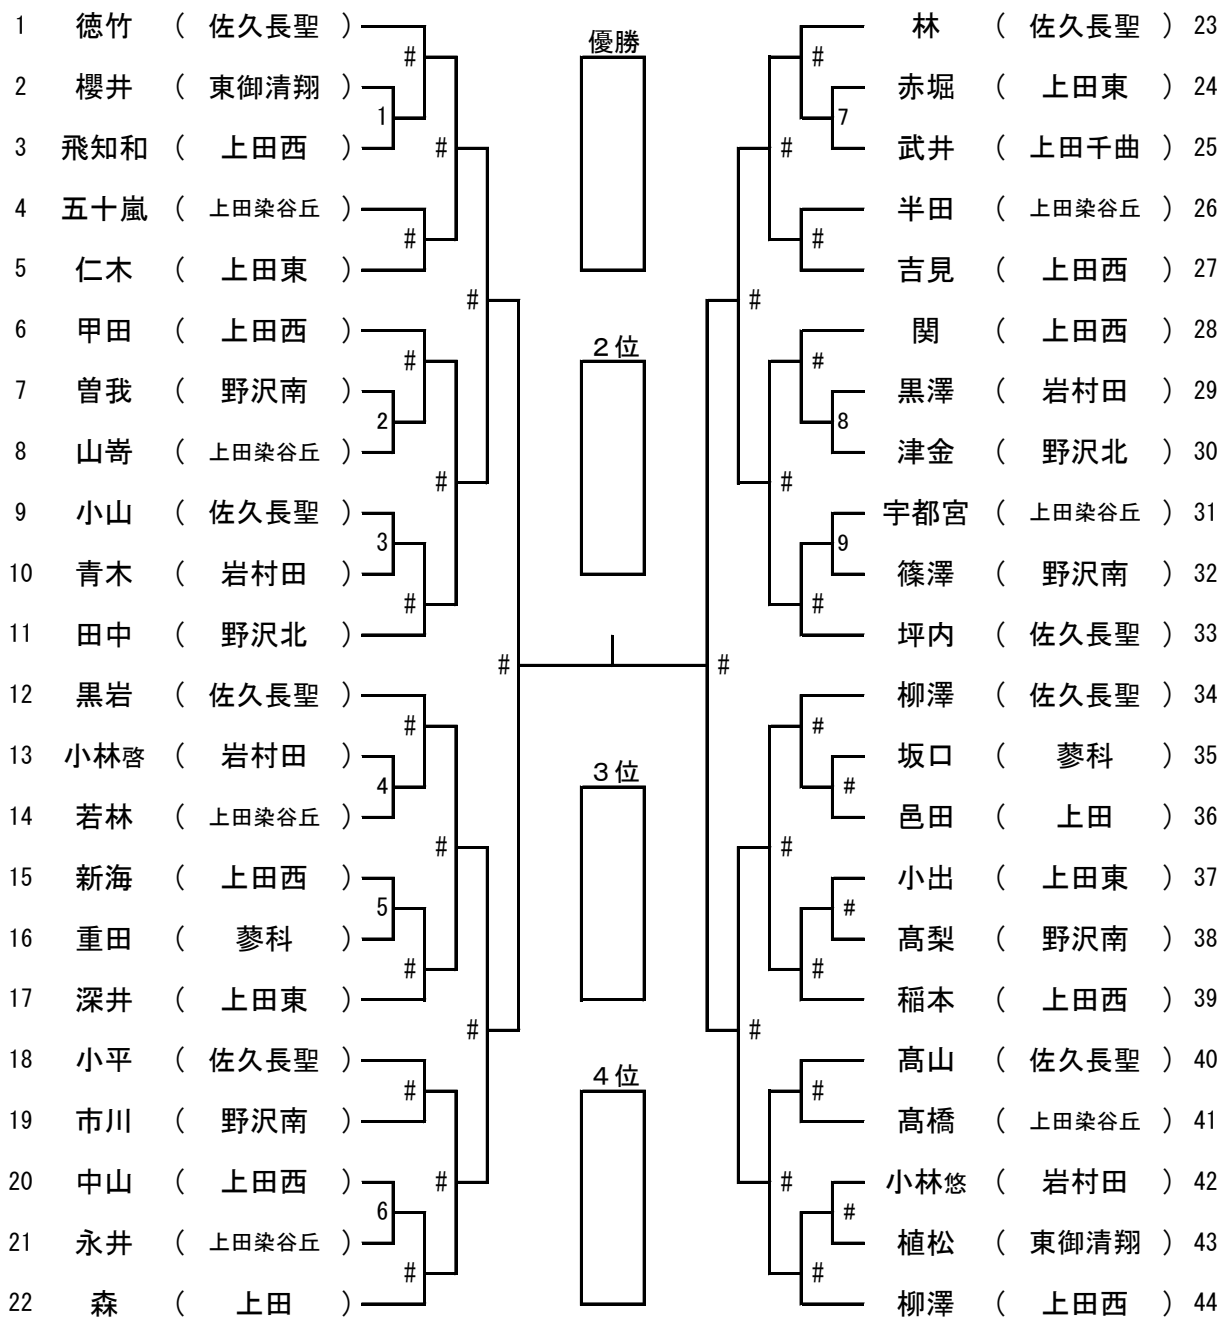 1 徳竹 ( 佐久長聖 )
2 櫻井 ( 東御清翔 )
3 飛知和 ( 上田西 )
4 五十嵐 ( 上田染谷丘 )
5 仁木 ( 上田東 )
6 甲田 ( 上田西 )
7 曽我 ( 野沢南 )
8 山嵜 ( 上田染谷丘 )
9 小山 ( 佐久長聖 )
10 青木 ( 岩村田 )
11 田中 ( 野沢北 )
12 黒岩 ( 佐久長聖 )
13 小林啓 ( 岩村田 )
14 若林 ( 上田染谷丘 )
15 新海 ( 上田西 )
16 重田 ( 蓼科 )
17 深井 ( 上田東 )
18 小平 ( 佐久長聖 )
19 市川 ( 野沢南 )
20 中山 ( 上田西 )
21 永井 ( 上田染谷丘 )
22 森 ( 上田 )
#
1
#
#
#
#
2
#
3
#
#
#
4
#
5
#
#
#
#
6
#
優勝
2位
3位
4位
#
#
7
#
#
#
#
8
#
9
#
#
#
#
#
#
#
#
#
#
#
林 ( 佐久長聖 ) 23
赤堀 ( 上田東 ) 24
武井 ( 上田千曲 ) 25
半田 ( 上田染谷丘 ) 26
吉見 ( 上田西 ) 27
関 ( 上田西 ) 28
黒澤 ( 岩村田 ) 29
津金 ( 野沢北 ) 30
宇都宮 ( 上田染谷丘 ) 31
篠澤 ( 野沢南 ) 32
坪内 ( 佐久長聖 ) 33
柳澤 ( 佐久長聖 ) 34
坂口 ( 蓼科 ) 35
邑田 ( 上田 ) 36
小出 ( 上田東 ) 37
髙梨 ( 野沢南 ) 38
稲本 ( 上田西 ) 39
髙山 ( 佐久長聖 ) 40
髙橋 ( 上田染谷丘 ) 41
小林悠 ( 岩村田 ) 42
植松 ( 東御清翔 ) 43
柳澤 ( 上田西 ) 44